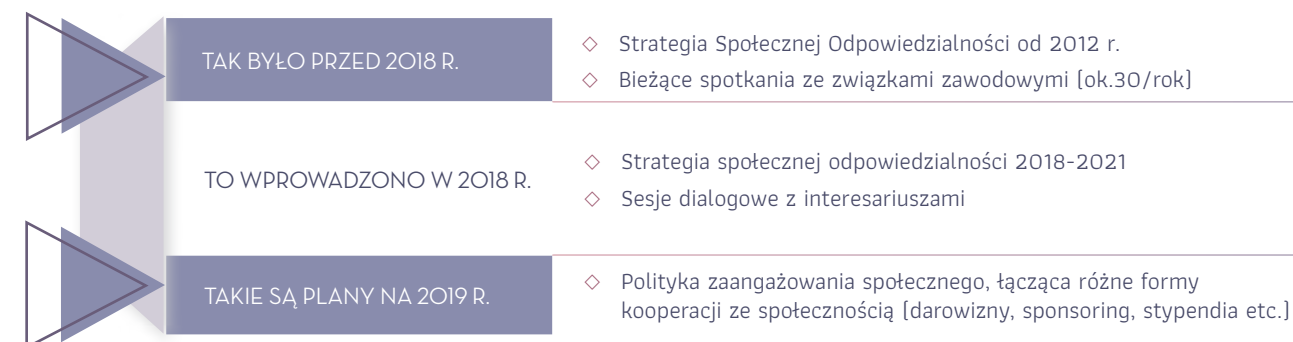 TAK BYŁO PRZED 2018 R.
◇ Strategia Społecznej Odpowiedzialności od 2012 r.
◇ Bieżące spotkania ze związkami zawodowymi (ok.30/rok)
TO WPROWADZONO W 2018 R.
◇ Strategia społecznej odpowiedzialności 2018-2021
◇ Sesje dialogowe z interesariuszami
TAKIE SĄ PLANY NA 2019 R.
◇ Polityka zaangażowania społecznego, łącząca różne formy
kooperacji ze społecznością (darowizny, sponsoring, stypendia etc.)